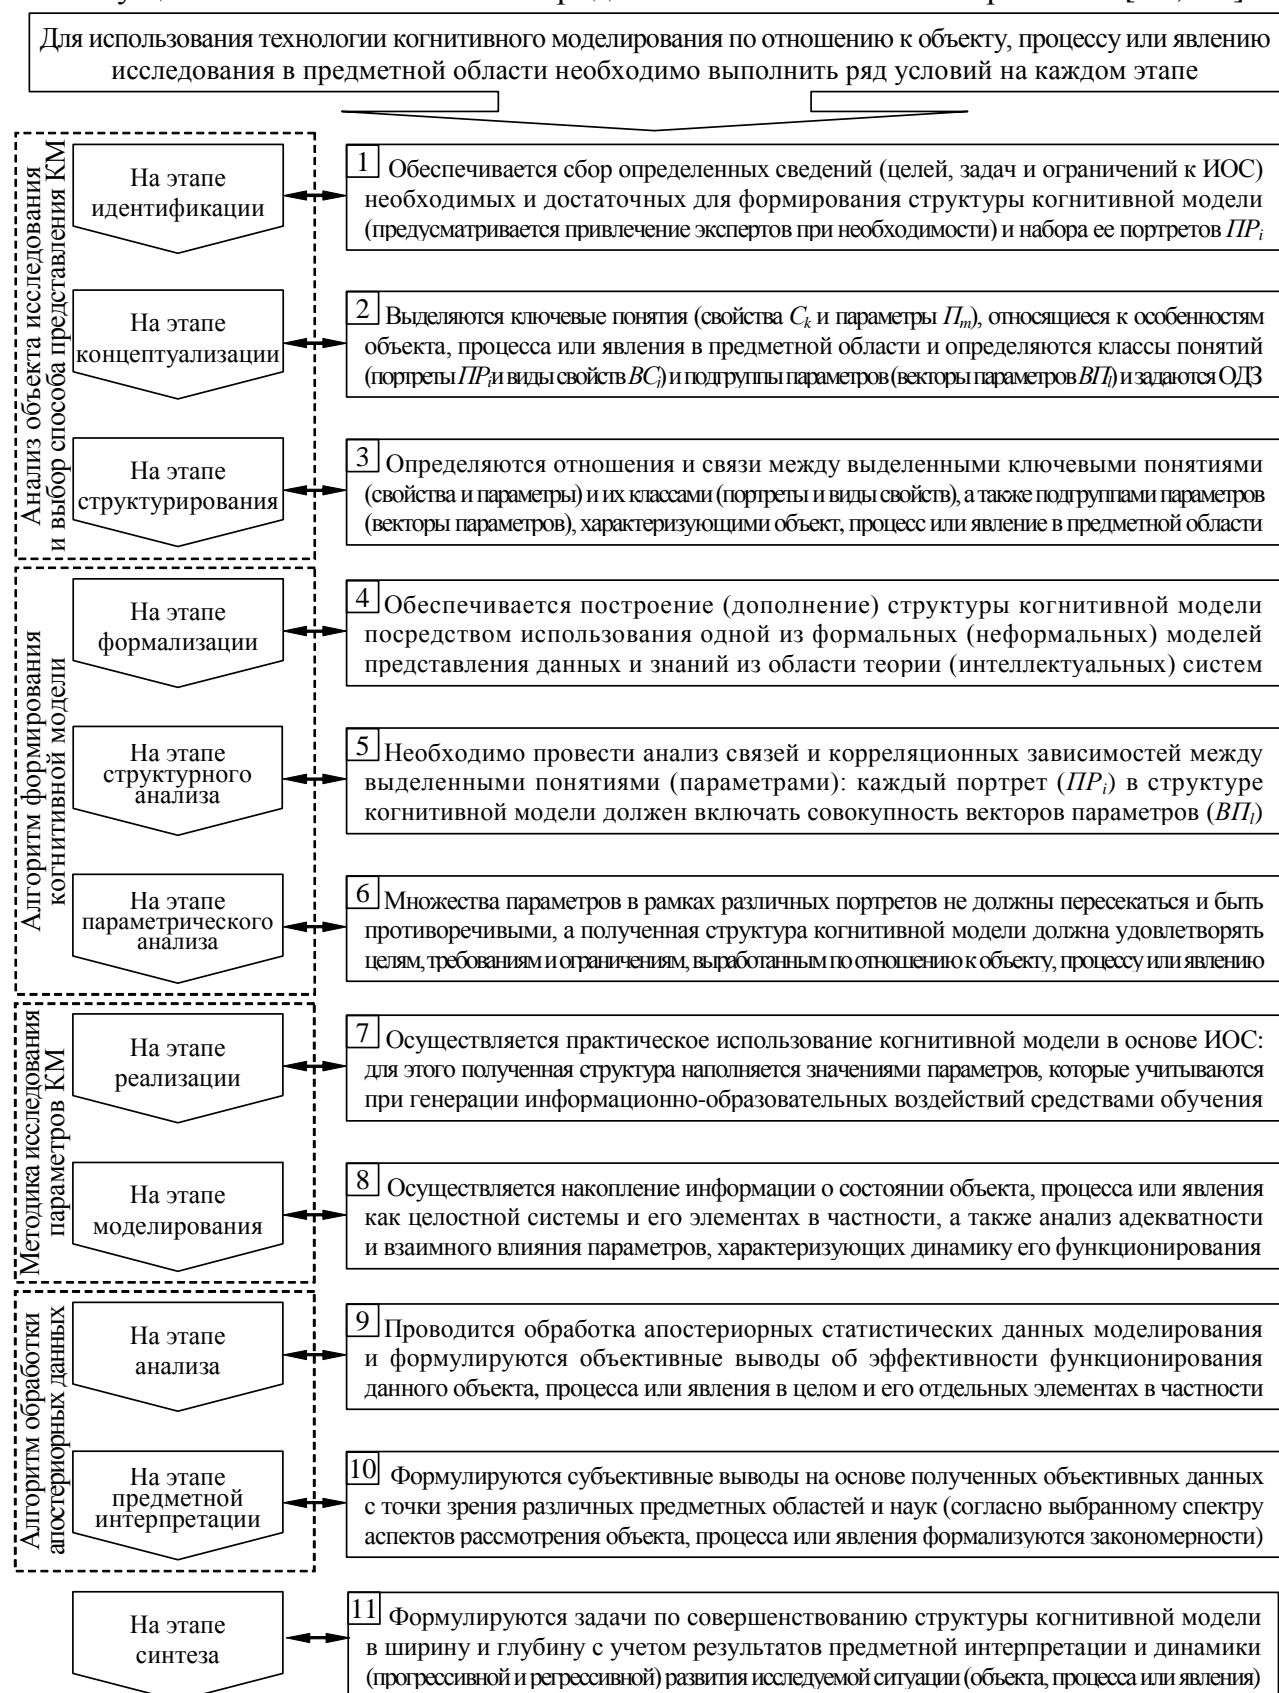 Для использования технологии когнитивного моделирования по отношению к объекту, процессу или явлению
исследования в предметной области необходимо выполнить ряд условий на каждом этапе
Анализ объекта исследования
и выбор способа представления КМ
На этапе
идентификации
1 Обеспечивается сбор определенных сведений (целей, задач и ограничений к ИОС)
необходимых и достаточных для формирования структуры когнитивной модели
(предусматривается привлечение экспертов при необходимости) и набора ее портретов ПРi
На этапе
концептуализации
2 Выделяются ключевые понятия (свойства Сk и параметры Пm), относящиеся к особенностям
объекта, процесса или явления в предметной области и определяются классы понятий
(портреты ПРi и виды свойств ВСj) и подгруппы параметров (векторы параметров ВПl) и задаются ОДЗ
На этапе
структурирования
3 Определяются отношения и связи между выделенными ключевыми понятиями
(свойства и параметры) и их классами (портреты и виды свойств), а также подгруппами параметров
(векторы параметров), характеризующими объект, процесс или явление в предметной области
Алгоритм формирования
когнитивной модели
На этапе
формализации
4 Обеспечивается построение (дополнение) структуры когнитивной модели
посредством использования одной из формальных (неформальных) моделей
представления данных и знаний из области теории (интеллектуальных) систем
На этапе
структурного
анализа
5 Необходимо провести анализ связей и корреляционных зависимостей между
выделенными понятиями (параметрами): каждый портрет (ПРi) в структуре
когнитивной модели должен включать совокупность векторов параметров (ВПl)
На этапе
параметрического
анализа
6 Множества параметров в рамках различных портретов не должны пересекаться и быть
противоречивыми, а полученная структура когнитивной модели должна удовлетворять
целям, требованиям и ограничениям, выработанным по отношению к объекту, процессу или явлению
Методика исследования
параметров КМ
На этапе
реализации
7 Осуществляется практическое использование когнитивной модели в основе ИОС:
для этого полученная структура наполняется значениями параметров, которые учитываются
при генерации информационно-образовательных воздействий средствами обучения
На этапе
моделирования
8 Осуществляется накопление информации о состоянии объекта, процесса или явления
как целостной системы и его элементах в частности, а также анализ адекватности
и взаимного влияния параметров, характеризующих динамику его функционирования
Алгоритм обработки
апостериорных данных
На этапе
анализа
9 Проводится обработка апостериорных статистических данных моделирования
и формулируются объективные выводы об эффективности функционирования
данного объекта, процесса или явления в целом и его отдельных элементах в частности
На этапе
предметной
интерпретации
10 Формулируются субъективные выводы на основе полученных объективных данных
с точки зрения различных предметных областей и наук (согласно выбранному спектру
аспектов рассмотрения объекта, процесса или явления формализуются закономерности)
На этапе
синтеза
11 Формулируются задачи по совершенствованию структуры когнитивной модели
в ширину и глубину с учетом результатов предметной интерпретации и динамики
(прогрессивной и регрессивной) развития исследуемой ситуации (объекта, процесса или явления)